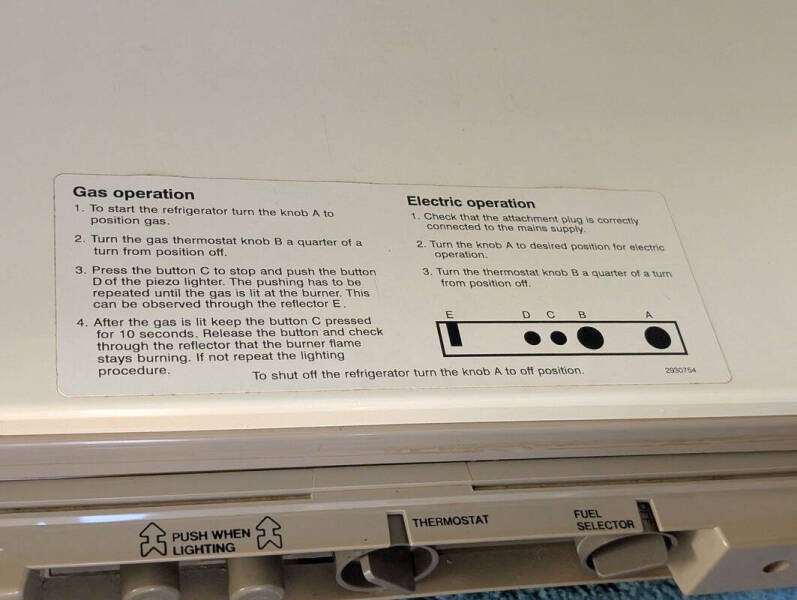 Gas operation
1. To start the refrigerator turn the knob A to
position gas.
2. Turn the gas thermostat knob B a quarter of a
turn from position off.
3. Press the button C to stop and push the button
D of the piezo lighter. The pushing has to be
repeated until the gas is lit at the burner. This
can be observed through the reflector E.
4. After the gas is lit keep the button C pressed
for 10 seconds. Release the button and check
through the reflector that the burner flame
stays burning. If not repeat the lighting
procedure.
Electric operation
1. Check that the attachment plug is correctly
connected to the mains supply.
2. Turn the knob A to desired position for electric
operation.
3. Turn the thermostat knob B a quarter of a turn
from position off.
E D C B A
To shut off the refrigerator turn the knob A to off position.
2930754
PUSH WHEN
LIGHTING
THERMOSTAT
FUEL
SELECTOR